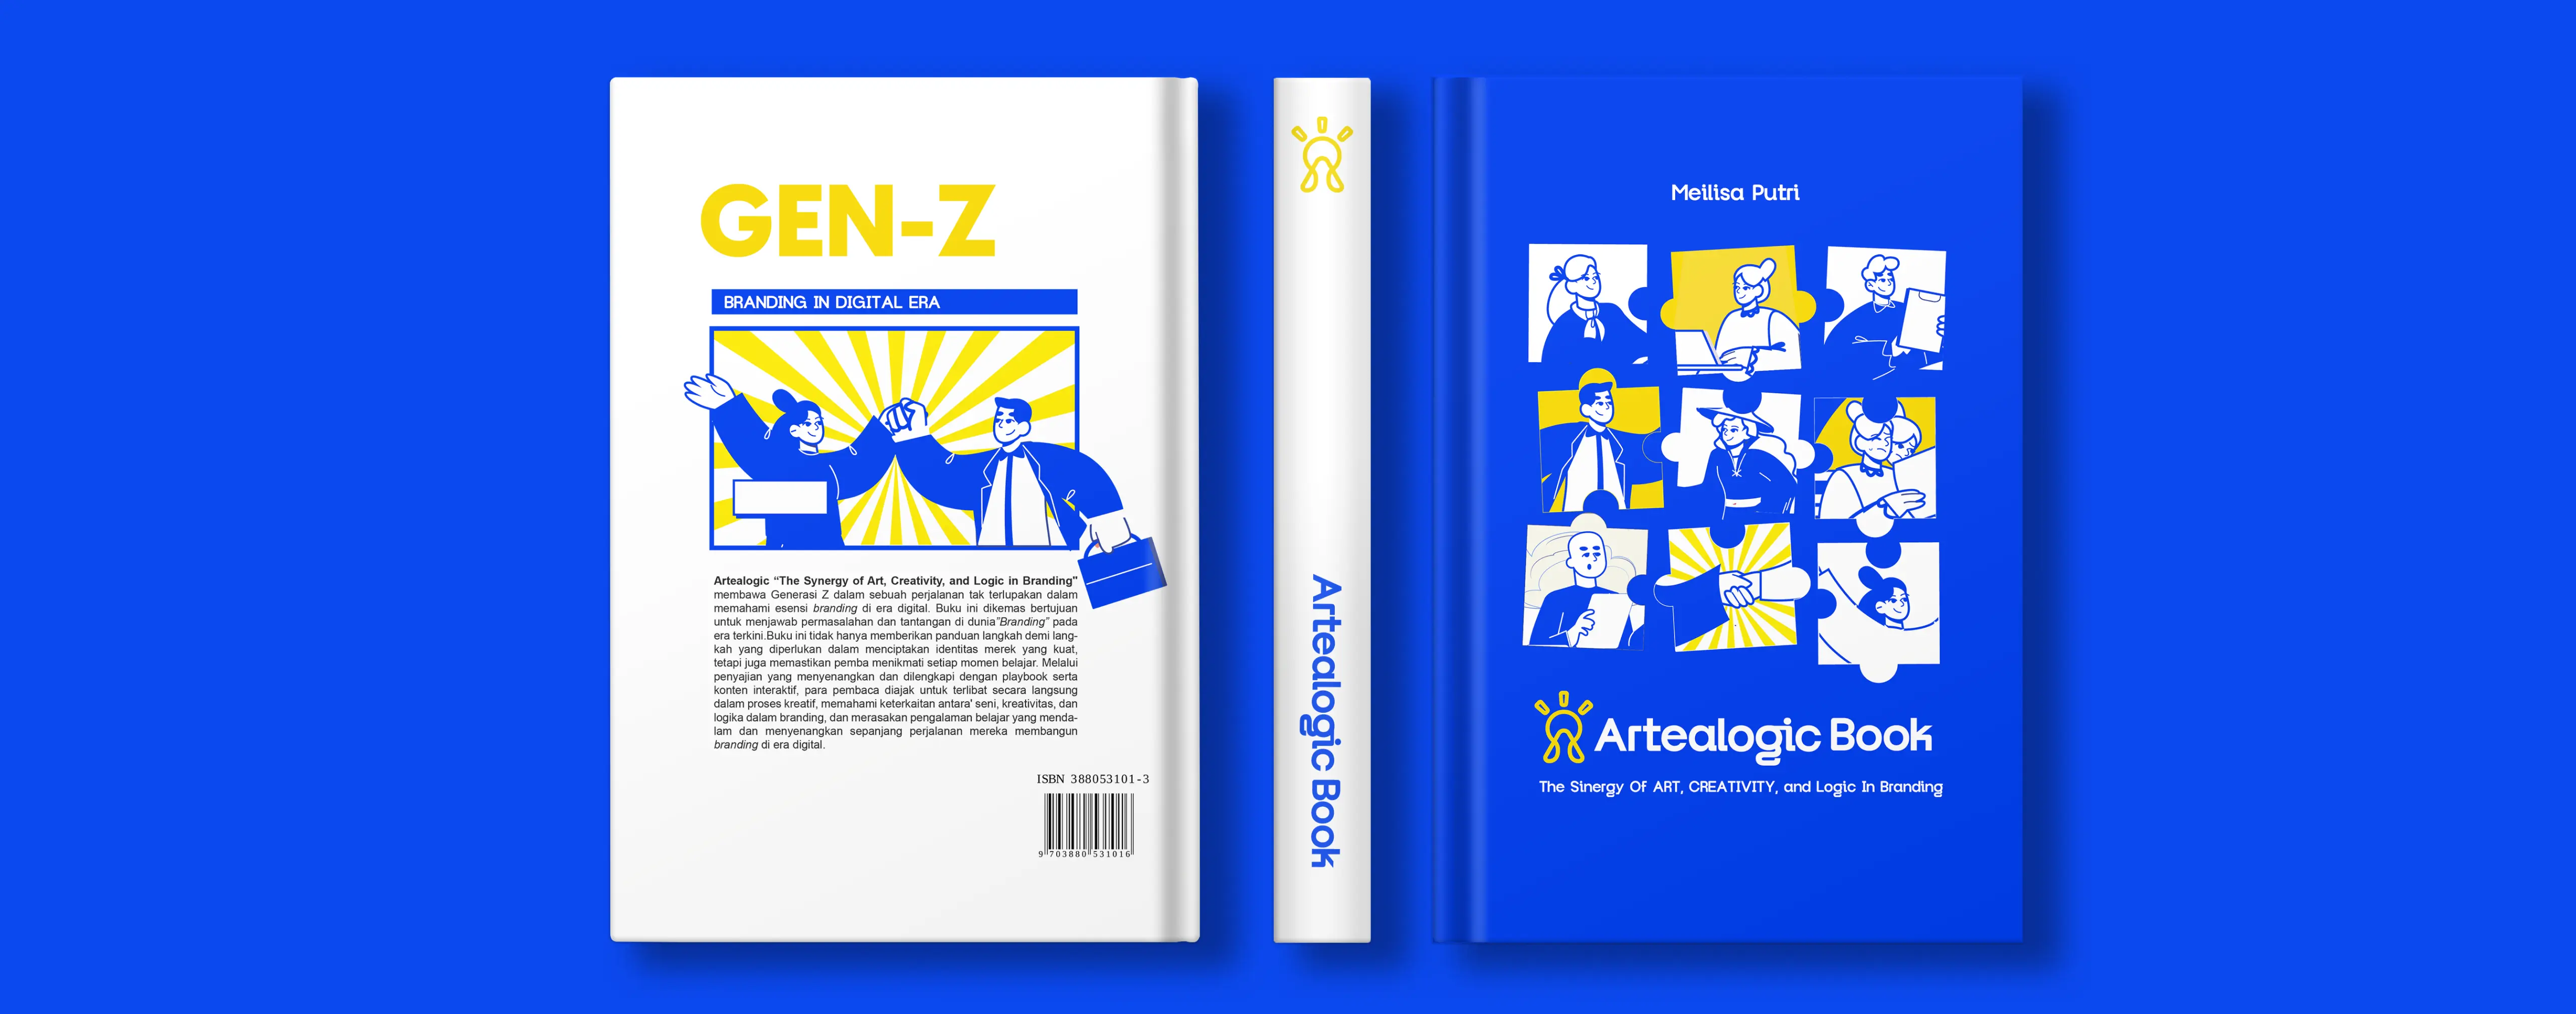 GEN-Z
BRANDING IN DIGITAL ERA
Artealogic “The Synergy of Art, Creativity, and Logic in Branding"
membawa Generasi Z dalam sebuah perjalanan tak terlupakan dalam
memahami esensi branding di era digital. Buku ini dikemas bertujuan
untuk menjawab permasalahan dan tantangan di dunia"Branding" pada
era terkini.Buku ini tidak hanya memberikan panduan langkah demi lang-
kah yang diperlukan dalam menciptakan identitas merek yang kuat,
tetapi juga memastikan pemba menikmati setiap momen belajar. Melalui
penyajian yang menyenangkan dan dilengkapi dengan playbook serta
konten interaktif, para pembaca diajak untuk terlibat secara langsung
dalam proses kreatif, memahami keterkaitan antara' seni, kreativitas, dan
logika dalam branding, dan merasakan pengalaman belajar yang menda-
lam dan menyenangkan sepanjang perjalanan mereka membangun
branding di era digital.
ISBN 388053101-3
9 703880 531016
Artealogic Book
Meilisa Putri
Artealogic Book
The Sinergy Of ART, CREATIVITY, and Logic In Branding